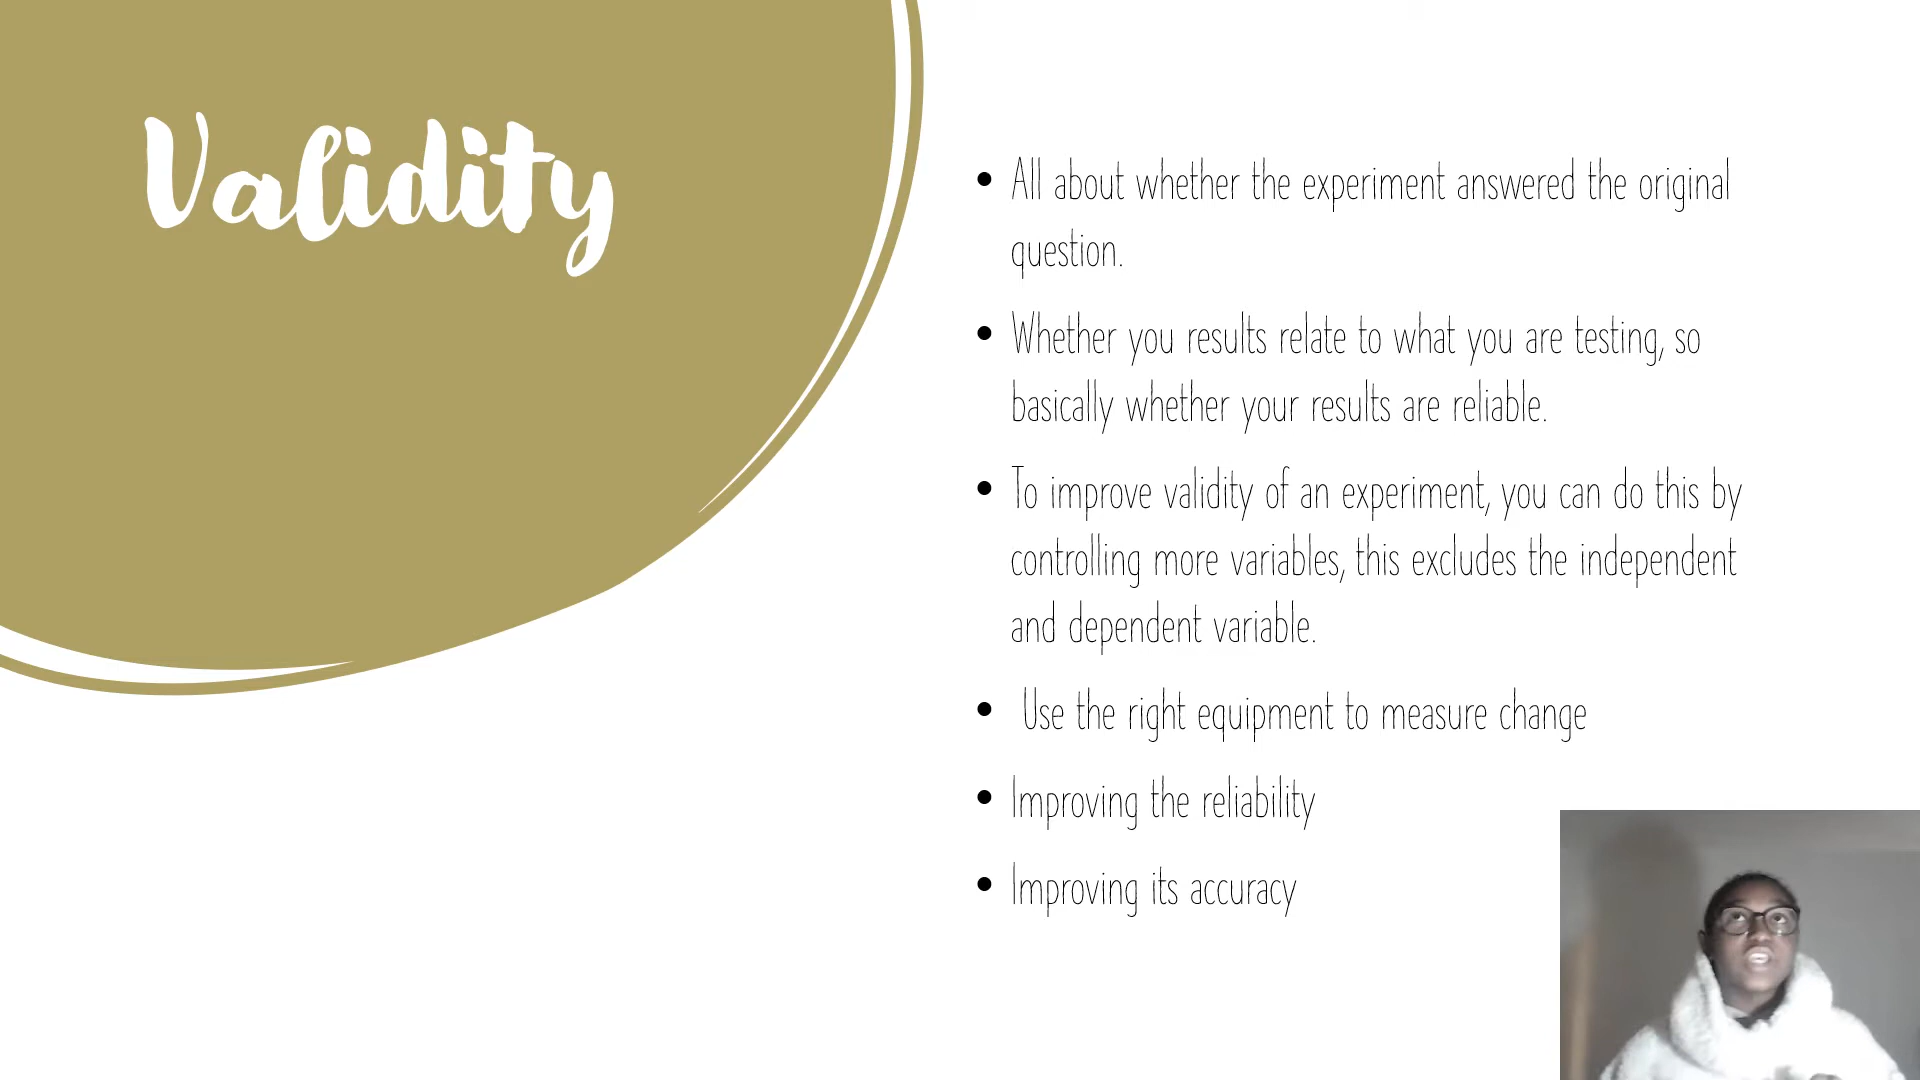 Validity
• All about whether the experiment answered the original
question.
• Whether you results relate to what you are testing, so
basically whether your results are reliable.
• To improve validity of an experiment, you can do this by
controlling more variables, this excludes the independent
and dependent variable.
• Use the right equipment to measure change
• Improving the reliability
• Improving its accuracy